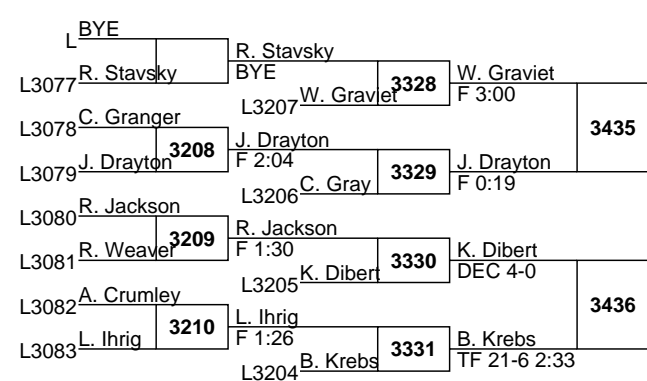 L BYE
L3077 R. Stavsky
R. Stavsky
BYE
L3207 W. Graviet
3328
W. Graviet
F 3:00
L3078 C. Granger
3208
L3079 J. Drayton
J. Drayton
F 2:04
L3206 C. Gray
3329
J. Drayton
F 0:19
3435
L3080 R. Jackson
3209
L3081 R. Weaver
R. Jackson
F 1:30
L3205 K. Dibert
3330
K. Dibert
DEC 4-0
L3082 A. Crumley
3210
L3083 L. Ihrig
L. Ihrig
F 1:26
L3204 B. Krebs
3331
B. Krebs
TF 21-6 2:33
3436